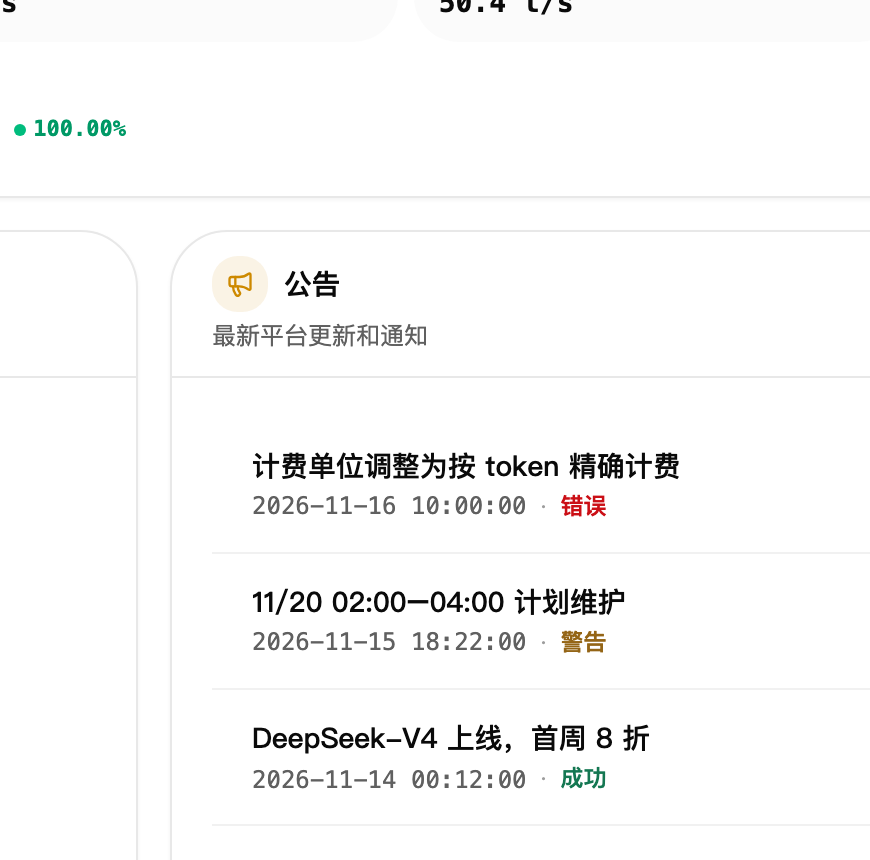 s
50.4 t/s
100.00%
公告
最新平台更新和通知
计费单位调整为按 token 精确计费
2026-11-16 10:00:00 · 错误
11/20 02:00—04:00 计划维护
2026-11-15 18:22:00 · 警告
DeepSeek-V4 上线，首周 8 折
2026-11-14 00:12:00 · 成功